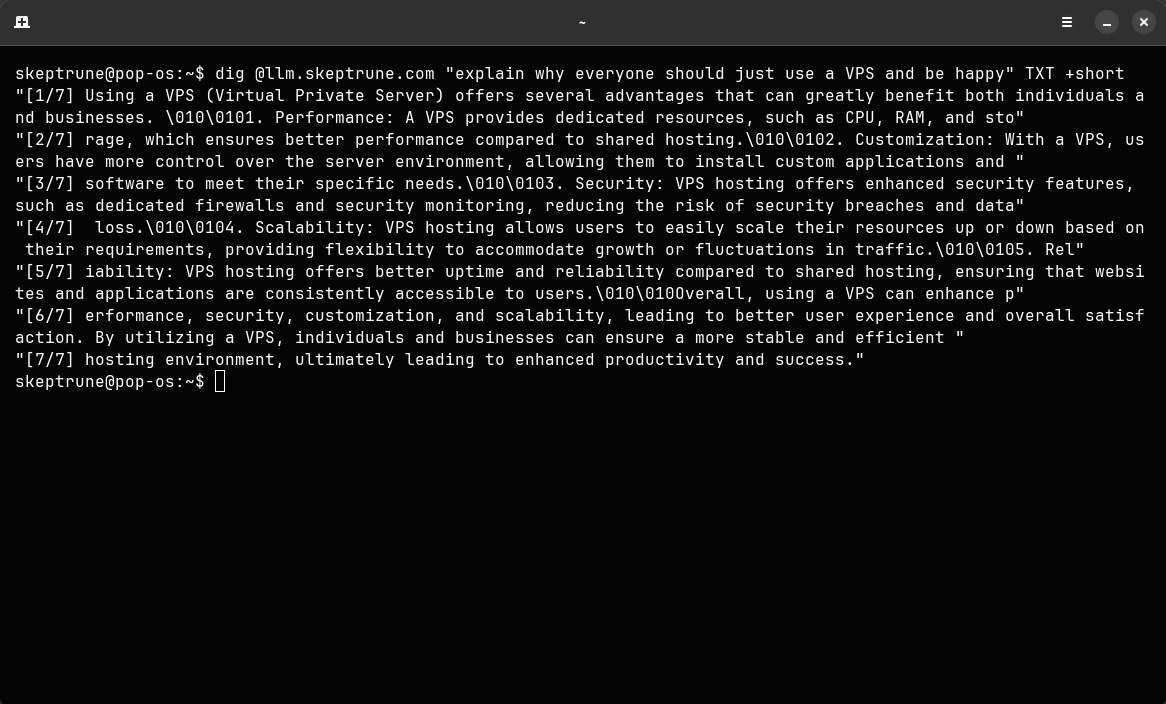 ~
skeptrune@pop-os:~$ dig @llm.skeptrune.com "explain why everyone should just use a VPS and be happy" TXT +short
"[1/7] Using a VPS (Virtual Private Server) offers several advantages that can greatly benefit both individuals a
nd businesses. \010\0101. Performance: A VPS provides dedicated resources, such as CPU, RAM, and sto"
"[2/7] rage, which ensures better performance compared to shared hosting.\010\0102. Customization: With a VPS, us
ers have more control over the server environment, allowing them to install custom applications and "
"[3/7] software to meet their specific needs.\010\0103. Security: VPS hosting offers enhanced security features,
such as dedicated firewalls and security monitoring, reducing the risk of security breaches and data"
"[4/7]  loss.\010\0104. Scalability: VPS hosting allows users to easily scale their resources up or down based on
 their requirements, providing flexibility to accommodate growth or fluctuations in traffic.\010\0105. Rel"
"[5/7] iability: VPS hosting offers better uptime and reliability compared to shared hosting, ensuring that websi
tes and applications are consistently accessible to users.\010\010Overall, using a VPS can enhance p"
"[6/7] erformance, security, customization, and scalability, leading to better user experience and overall satisf
action. By utilizing a VPS, individuals and businesses can ensure a more stable and efficient "
"[7/7] hosting environment, ultimately leading to enhanced productivity and success."
skeptrune@pop-os:~$